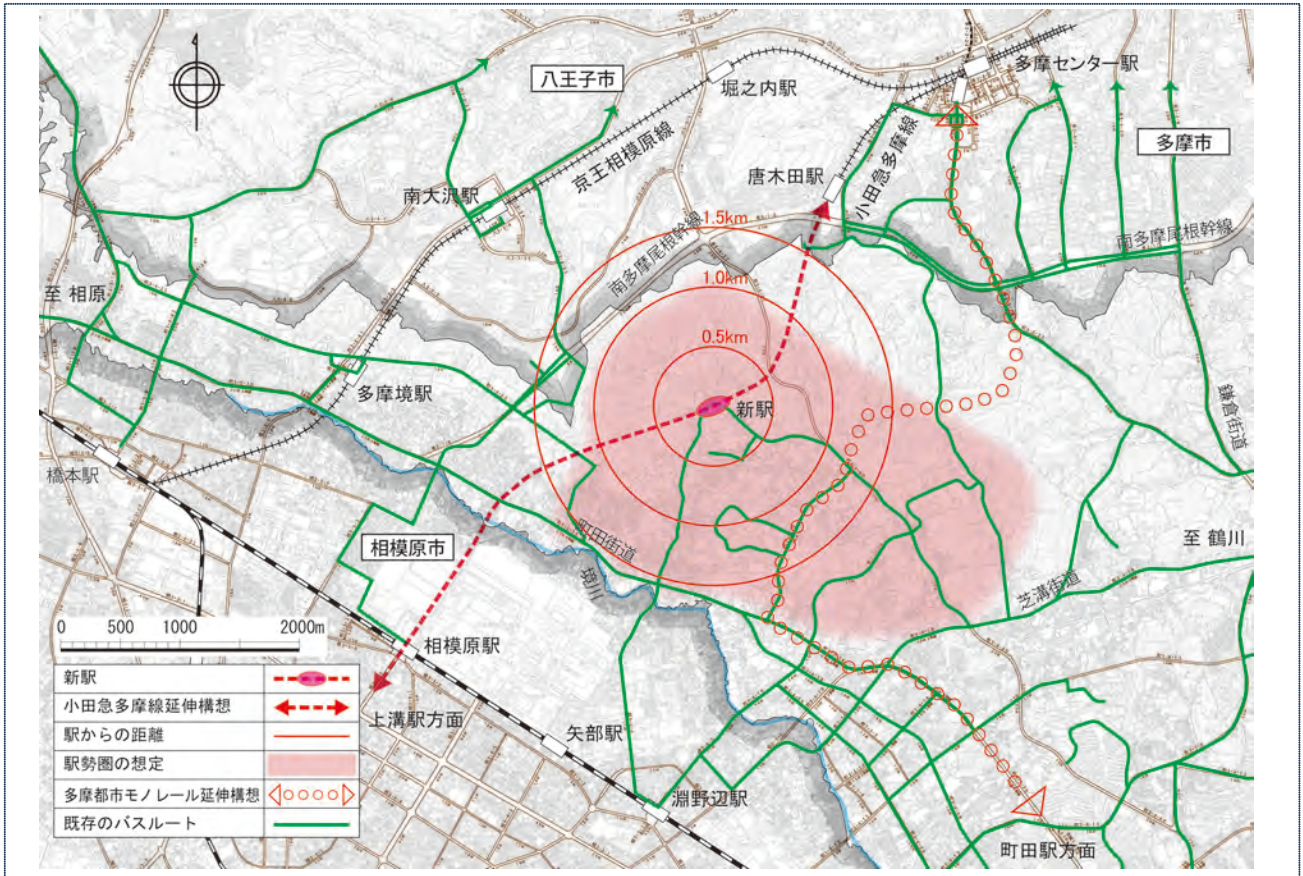 多摩センター駅
八王子市
堀之内駅
京王相模原線
小田急多摩線
多摩市
唐木田駅
南大沢駅
1.5km
南多摩尾根幹線
南多摩尾根幹線
至 相原
1.0km
0.5km
多摩境駅
新駅
鎌倉街道
橋本駅
町田街道
相模原市
至 鶴川
境川
芝溝街道
0 500 1000 2000m
相模原駅
新駅
小田急多摩線延伸構想
上溝駅方面
駅からの距離
矢部駅
駅勢圏の想定
多摩都市モノレール延伸構想
淵野辺駅
既存のバスルート
町田駅方面